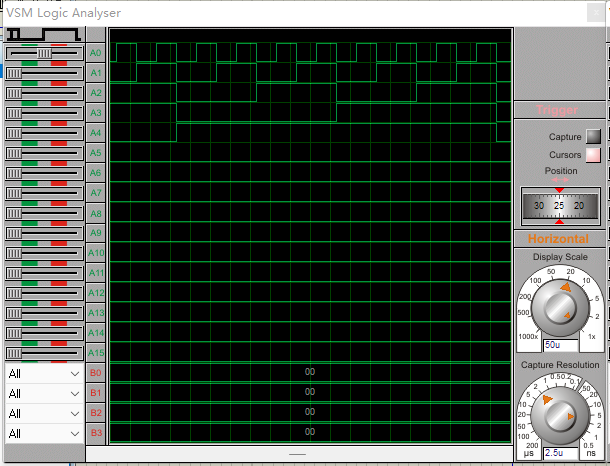 VSM Logic Analyser
A0
A1
A2
A3
A4
A5
A6
A7
A8
A9
A10
A11
A12
A13
A14
A15
All B0 00
All B1 00
All B2 00
All B3 00
Trigger
Capture
Cursors
Position
30 25 20
Horizontal
Display Scale
50 20
100 10
200 5
500 2
1000x 1x
50u
Capture Resolution
1 0.5 0.2
2 100
5 50
10 20
20 10
50 5
100 2
200 0.5
µs ns
2.5u